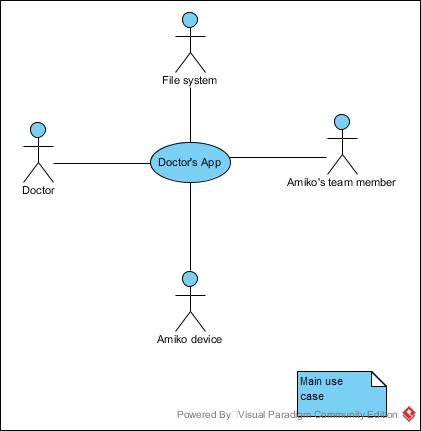 File system
Doctor's App
Doctor
Amiko's team member
Amiko device
Main use
case
Powered By Visual Paradigm Community Edition